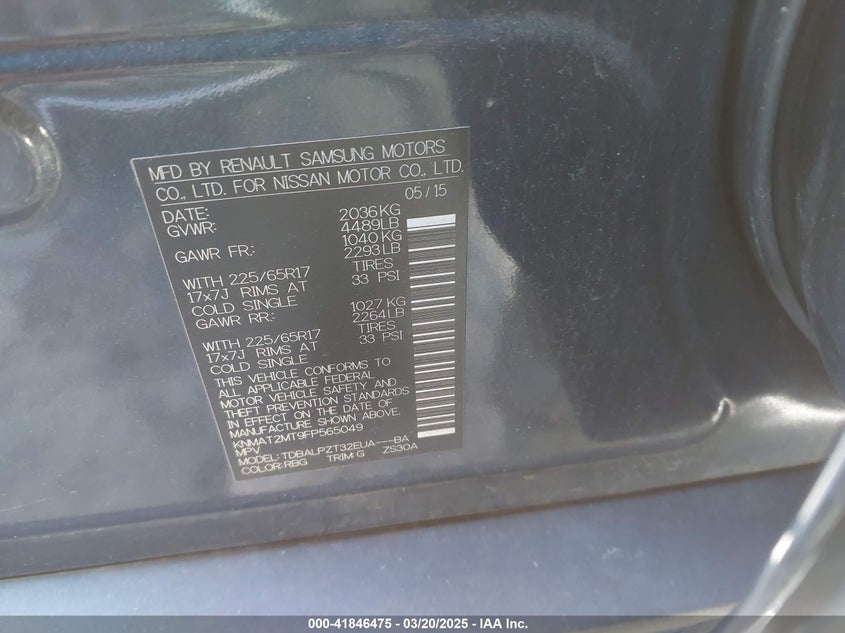 MFD BY RENAULT SAMSUNG MOTORS
CO., LTD. FOR NISSAN MOTOR CO., LTD.
DATE: 05/15
GVWR: 2036KG
4489LB
GAWR FR: 1040 KG
2293LB
WITH 225/65R17 TIRES
17x7J RIMS AT 33 PSI
COLD SINGLE
GAWR RR: 1027 KG
2264LB
WITH 225/65R17 TIRES
17x7J RIMS AT 33 PSI
COLD SINGLE
THIS VEHICLE CONFORMS TO
ALL APPLICABLE FEDERAL
MOTOR VEHICLE SAFETY AND
THEFT PREVENTION STANDARDS
IN EFFECT ON THE DATE OF
MANUFACTURE SHOWN ABOVE.
KNMAT2MT9FP565049
MPV
MODEL: TDBALPZT32EUA---BA
COLOR:RBG TRIM:G ZS30A
000-41846475 - 03/20/2025 - IAA Inc.